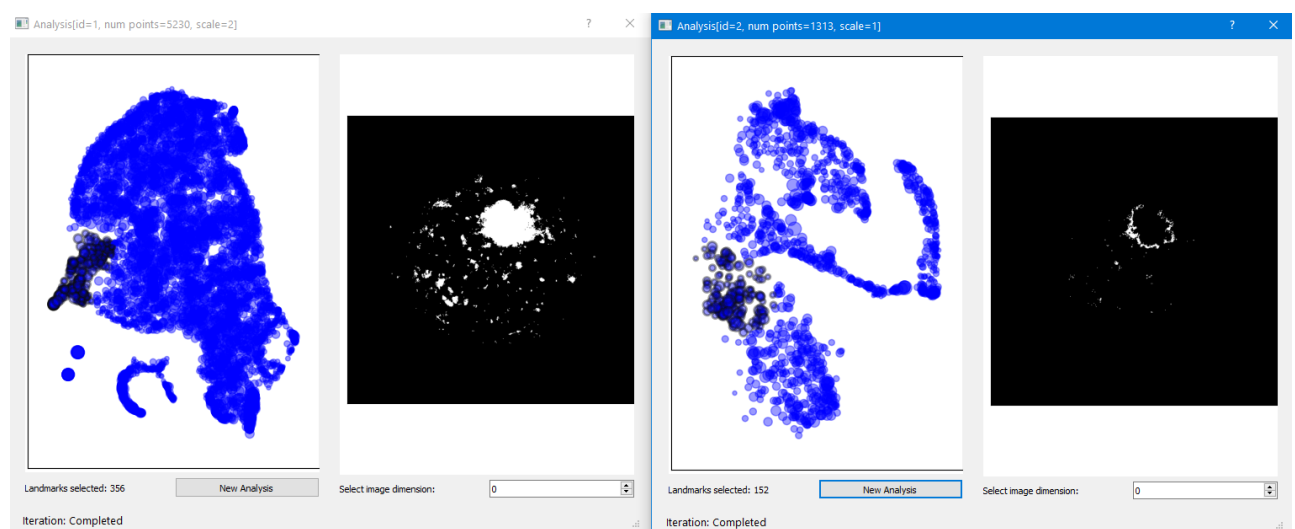 Analysis[id=1, num points=5230, scale=2]
Landmarks selected: 356
New Analysis
Select image dimension:
0
Iteration: Completed
Analysis[id=2, num points=1313, scale=1]
Landmarks selected: 152
New Analysis
Select image dimension:
0
Iteration: Completed